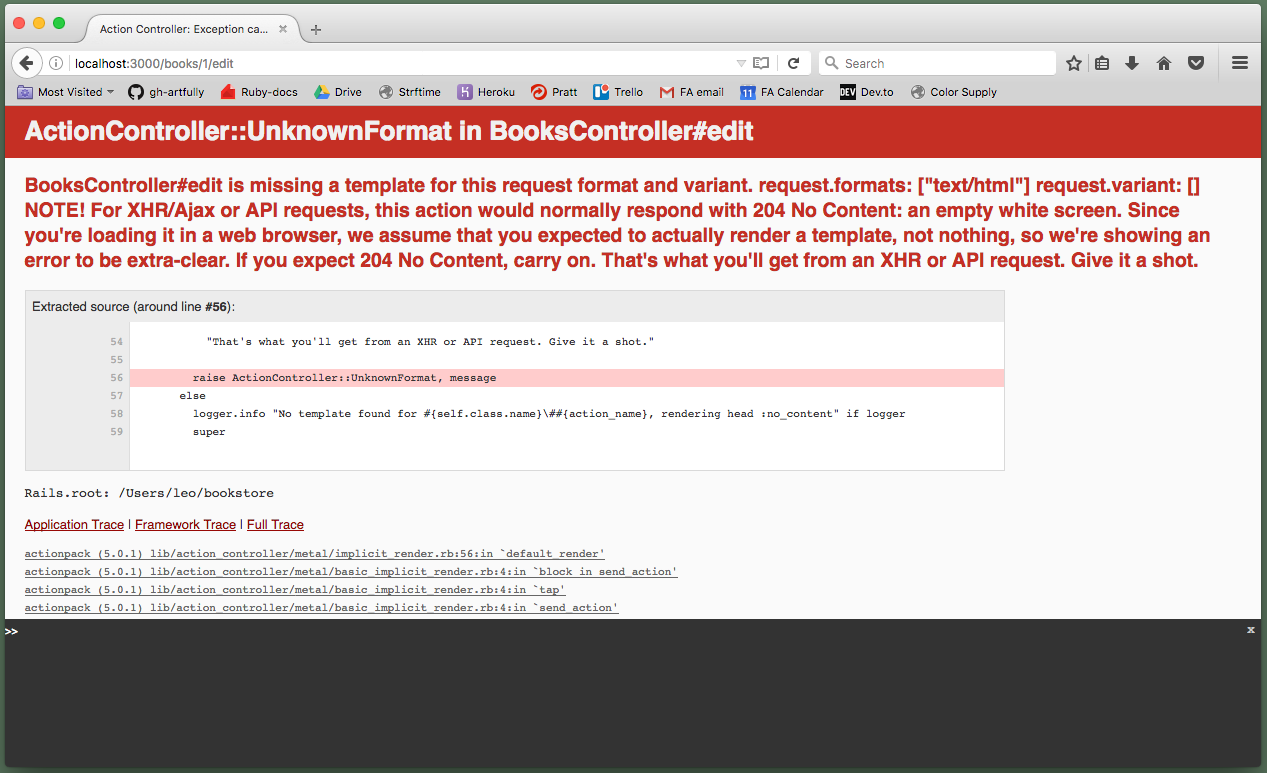 Action Controller: Exception ca...
localhost:3000/books/1/edit
Search
Most Visited
gh-artfully
Ruby-docs
Drive
Strftime
Heroku
Pratt
Trello
FA email
11 FA Calendar
DEV Dev.to
Color Supply
ActionController::UnknownFormat in BooksController#edit
BooksController#edit is missing a template for this request format and variant. request.formats: ["text/html"] request.variant: []
NOTE! For XHR/Ajax or API requests, this action would normally respond with 204 No Content: an empty white screen. Since
you're loading it in a web browser, we assume that you expected to actually render a template, not nothing, so we're showing an
error to be extra-clear. If you expect 204 No Content, carry on. That's what you'll get from an XHR or API request. Give it a shot.
Extracted source (around line #56):
54 "That's what you'll get from an XHR or API request. Give it a shot."
55
56 raise ActionController::UnknownFormat, message
57 else
58 logger.info "No template found for #{self.class.name}\##{action_name}, rendering head :no_content" if logger
59 super
Rails.root: /Users/leo/bookstore
Application Trace | Framework Trace | Full Trace
actionpack (5.0.1) lib/action_controller/metal/implicit_render.rb:56:in `default_render'
actionpack (5.0.1) lib/action_controller/metal/basic_implicit_render.rb:4:in `block in send_action'
actionpack (5.0.1) lib/action_controller/metal/basic_implicit_render.rb:4:in `tap'
actionpack (5.0.1) lib/action_controller/metal/basic_implicit_render.rb:4:in `send_action'
>>
x